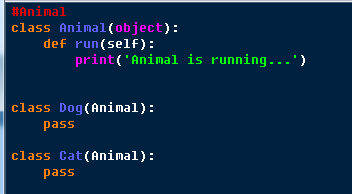 #Animal
class Animal(object):
    def run(self):
        print('Animal is running...')
class Dog(Animal):
    pass
class Cat(Animal):
    pass